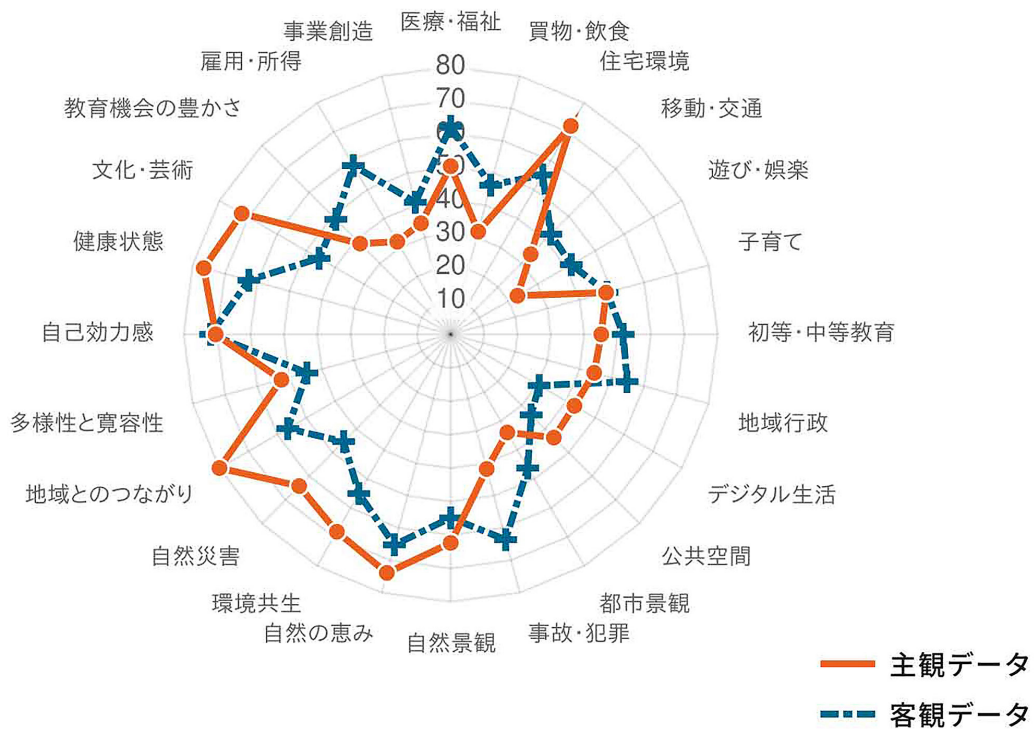 医療・福祉
買物・飲食
住宅環境
移動・交通
遊び・娯楽
子育て
初等・中等教育
地域行政
デジタル生活
公共空間
都市景観
事故・犯罪
自然景観
自然の恵み
環境共生
自然災害
地域とのつながり
多様性と寛容性
自己効力感
健康状態
文化・芸術
教育機会の豊かさ
雇用・所得
事業創造
80
70
60
50
40
30
20
10
主観データ
客観データ